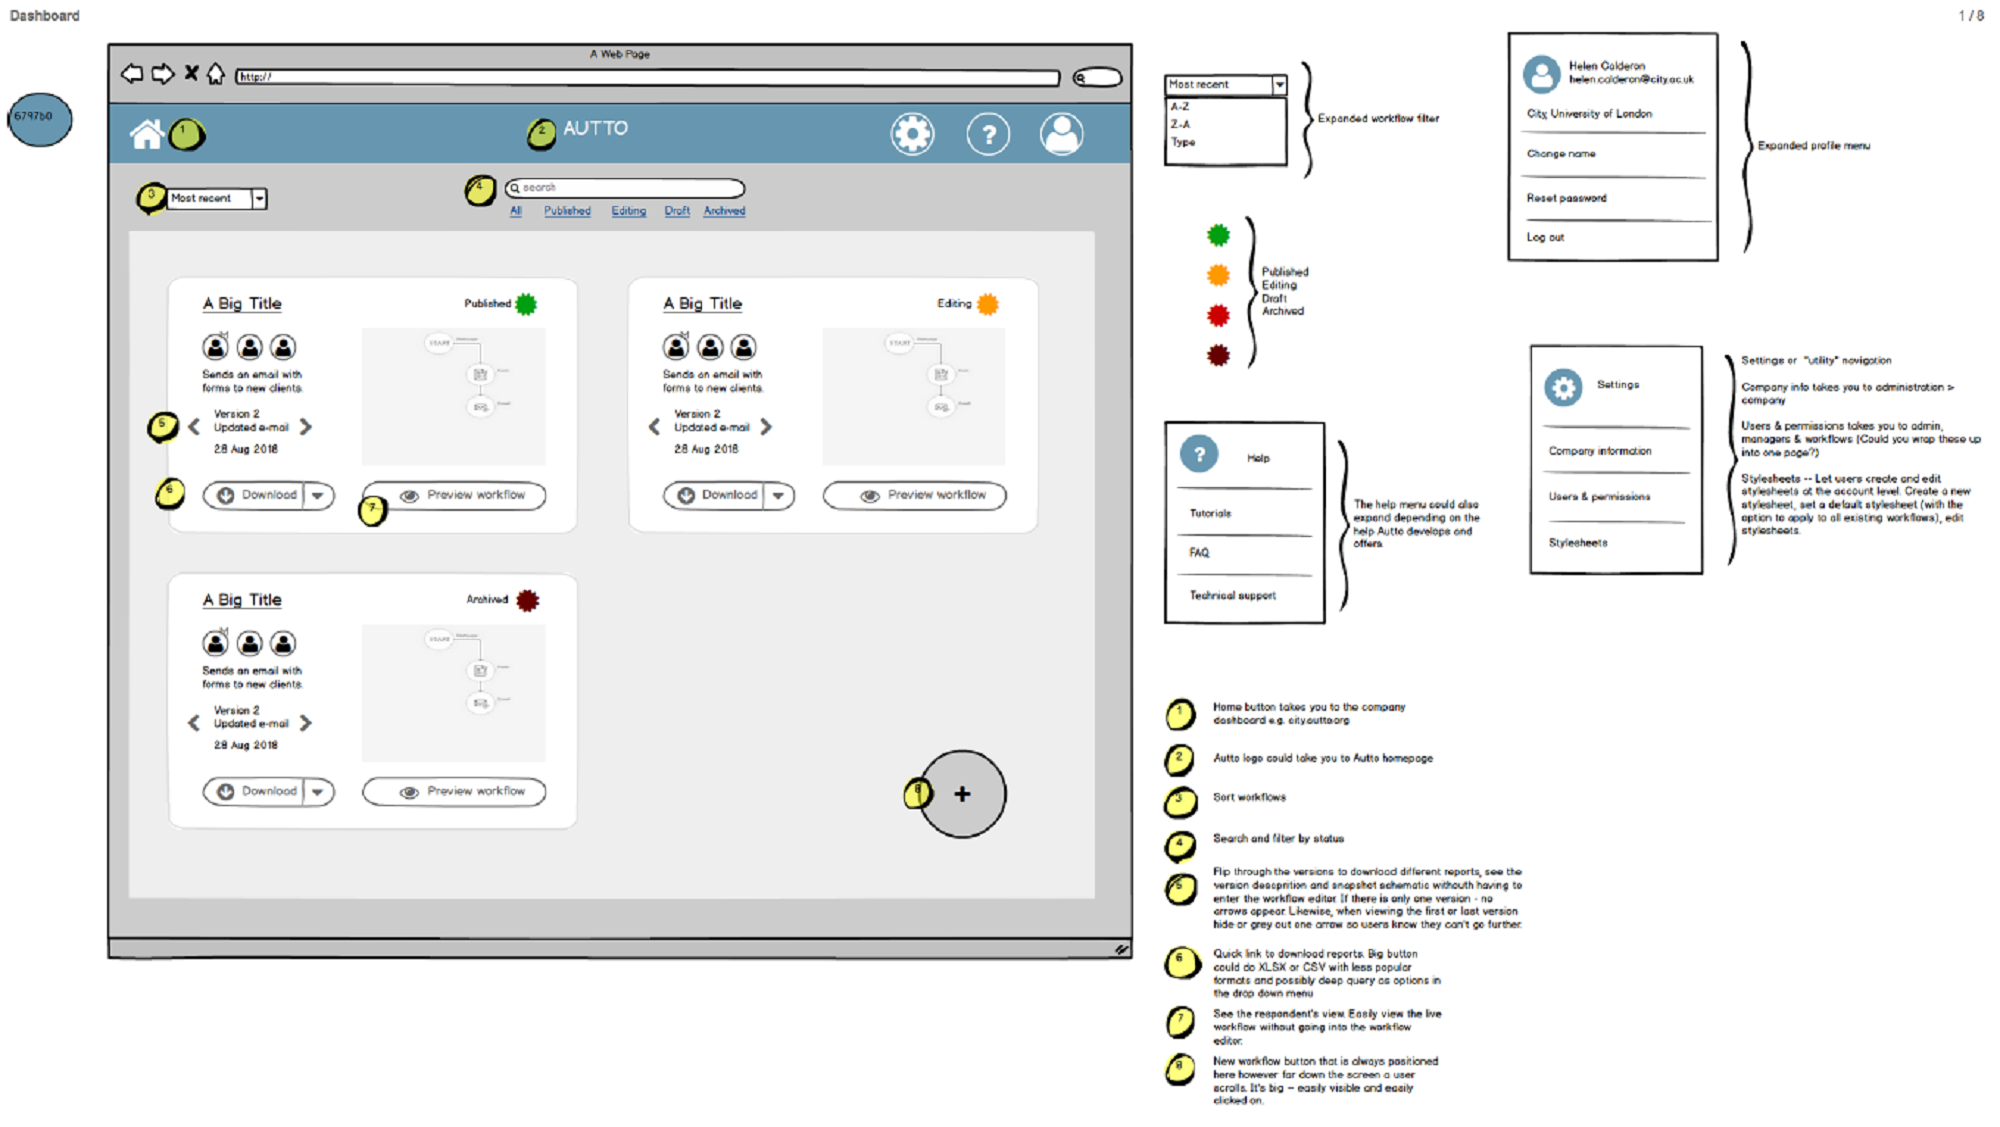 Dashboard
1 / 8
679760
A Web Page
http://
1
2
AUTTO
?
3
Most recent
4
search
All
Published
Editing
Draft
Archived
A Big Title
Published
START
Sends an email with
forms to new clients.
5
Version 2
Updated e-mail
28 Aug 2018
6
Download
7
Preview workflow
A Big Title
Editing
START
Sends an email with
forms to new clients.
Version 2
Updated e-mail
28 Aug 2018
Download
Preview workflow
A Big Title
Archived
START
Sends an email with
forms to new clients.
Version 2
Updated e-mail
28 Aug 2018
Download
Preview workflow
8
+
Most recent
A-Z
Z-A
Type
Expanded workflow filter
Helen Calderon
helen.calderon@city.ac.uk
City, University of London
Change name
Reset password
Log out
Expanded profile menu
Published
Editing
Draft
Archived
?
Help
Tutorials
FAQ
Technical support
The help menu could also
expand depending on the
help Autto develops and
offers.
Settings
Company information
Users & permissions
Stylesheets
Settings or "utility" navigation
Company info takes you to administration >
company
Users & permissions takes you to admin,
managers & workflows (Could you wrap these up
into one page?)
Stylesheets -- Let users create and edit
stylesheets at the account level. Create a new
stylesheet, set a default stylesheet (with the
option to apply to all existing workflows), edit
stylesheets.
1
Home button takes you to the company
dashboard e.g. city.autto.org
2
Autto logo could take you to Autto homepage
3
Sort workflows
4
Search and filter by status
5
Flip through the versions to download different reports, see the
version descprition and snapshot schematic withouth having to
enter the workflow editor. If there is only one version - no
arrows appear. Likewise, when viewing the first or last version
hide or grey out one arrow so users know they can't go further.
6
Quick link to download reports. Big button
could do XLSX or CSV with less popular
formats and possibly deep query as options in
the drop down menu
7
See the respondent's view. Easily view the live
workflow without going into the workflow
editor.
8
New workflow button that is always positioned
here however far down the screen a user
scrolls. It's big – easily visible and easily
clicked on.